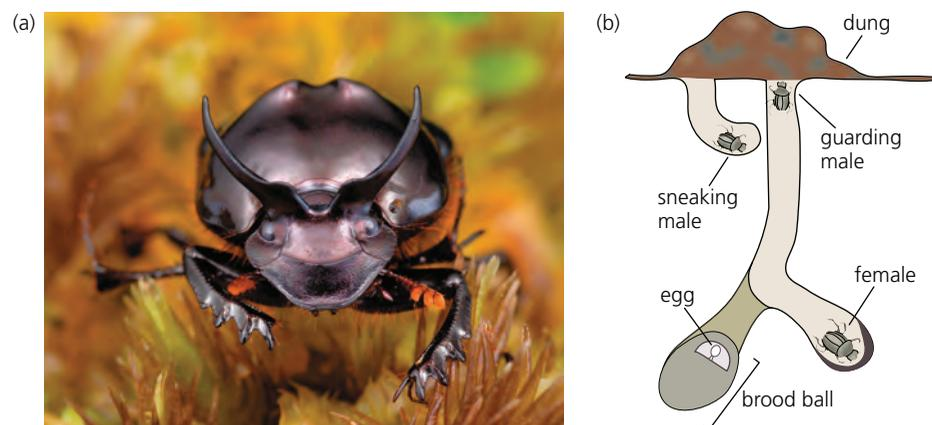 (a)
(b)
dung
guarding
male
sneaking
male
female
egg
brood ball